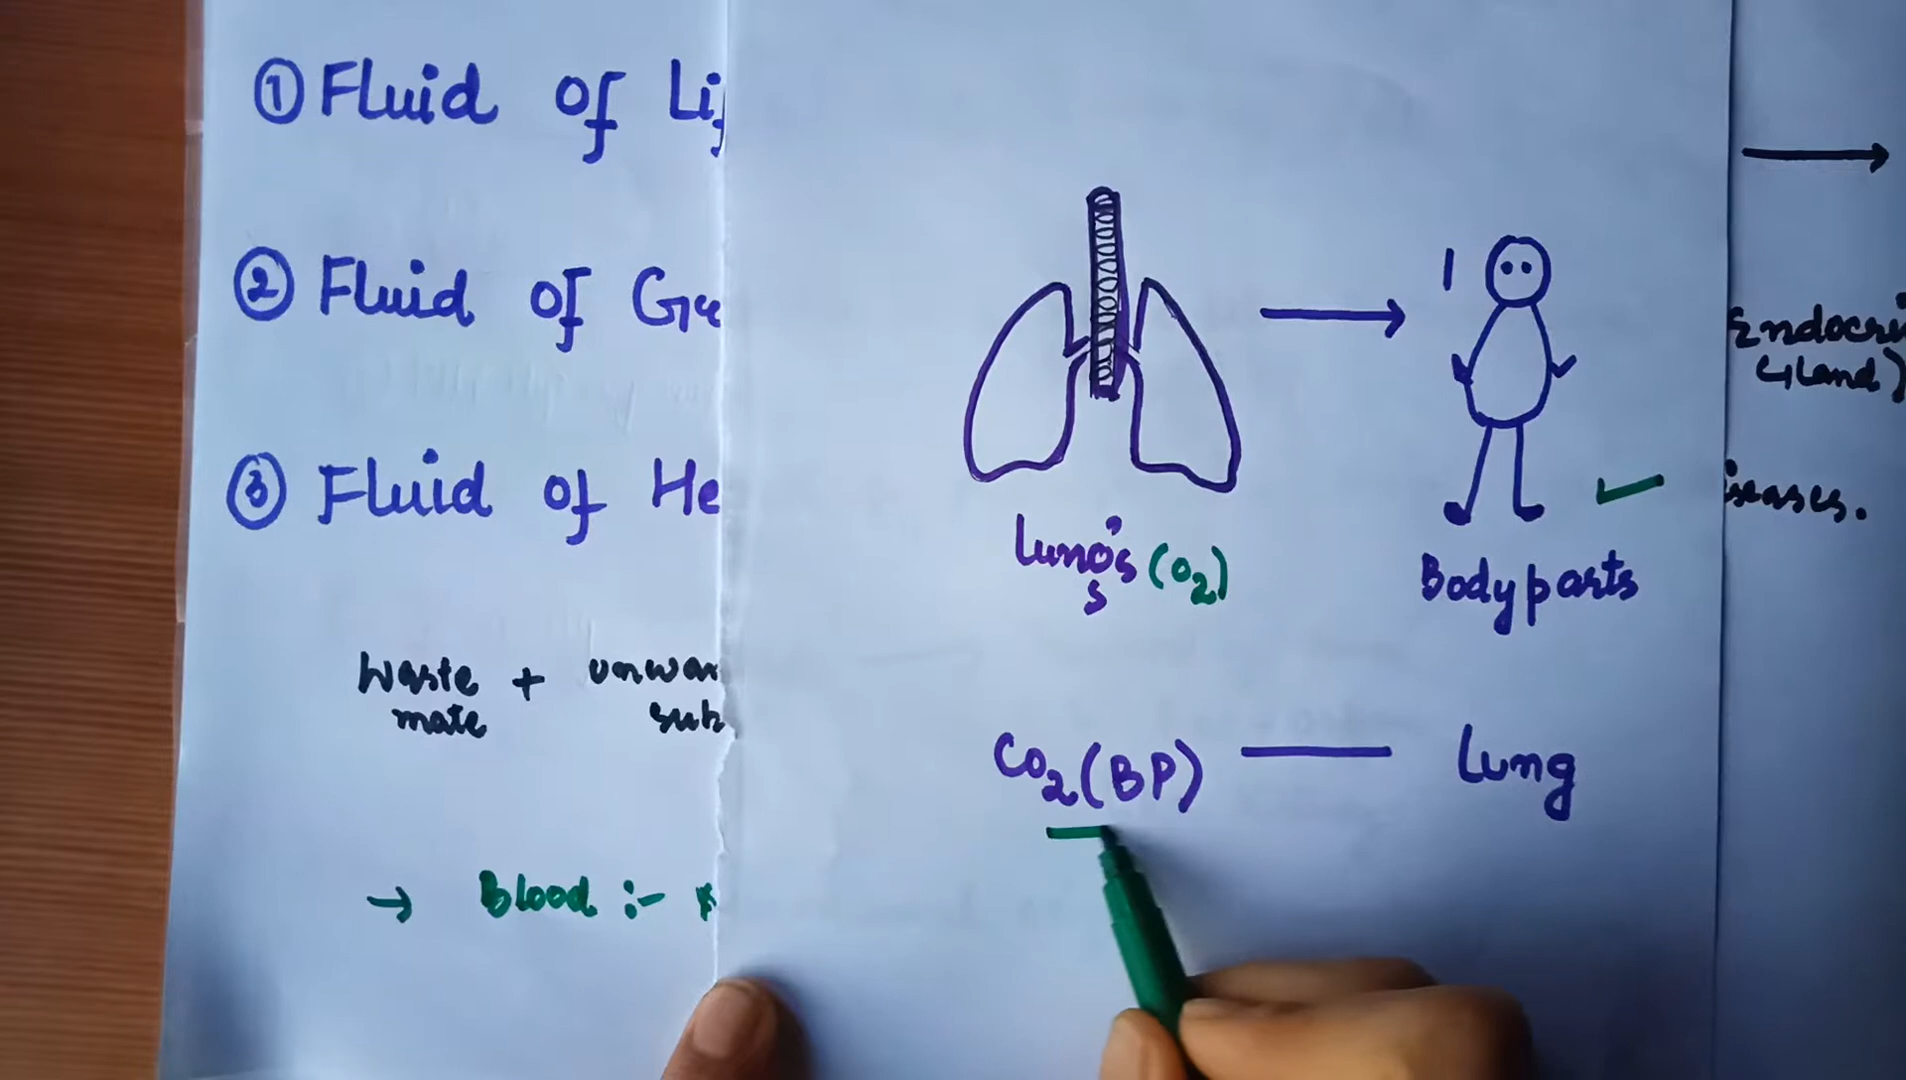 ① Fluid of Lif
② Fluid of Gr
③ Fluid of He
Waste + unwan
mate sub
→ Blood :-
Lungs (O2)
Body parts
CO2 (BP) — Lung
Endocri
Gland)
iseases.